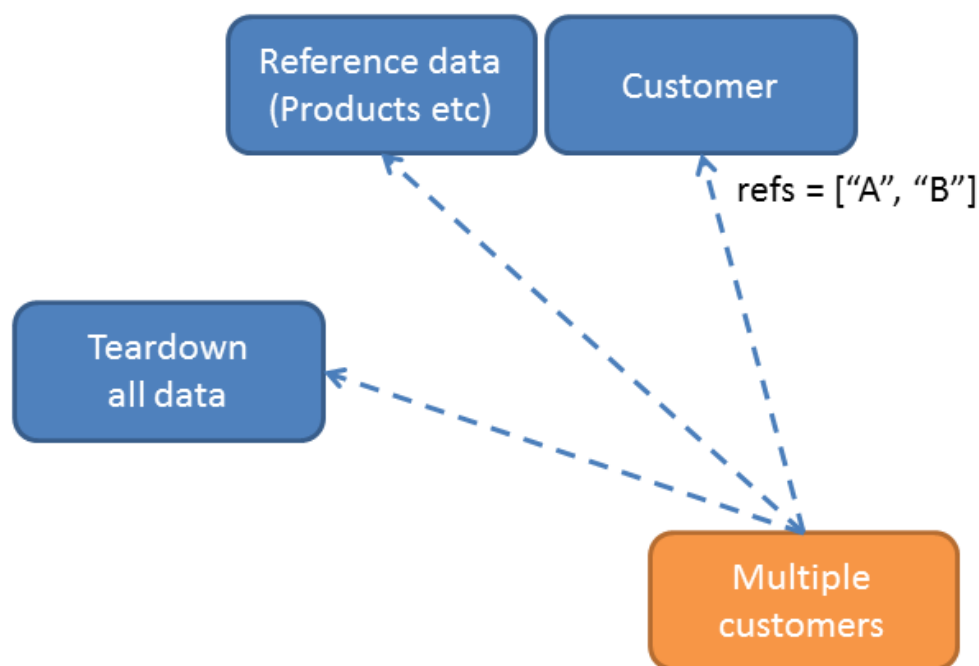 Reference data
(Products etc)
Customer
refs = [“A”, “B”]
Teardown
all data
Multiple
customers